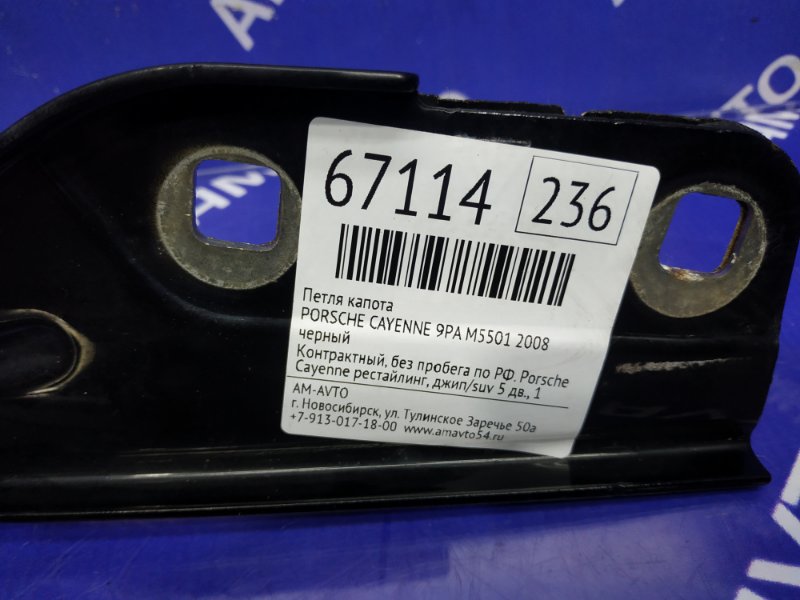 67114 236
Петля капота
PORSCHE CAYENNE 9PA M5501 2008
черный
Контрактный, без пробега по РФ. Porsche
Cayenne рестайлинг, джип/suv 5 дв., 1
AM-AVTO
г. Новосибирск, ул. Тулинское Заречье 50а
+7-913-017-18-00 www.amavto54.ru